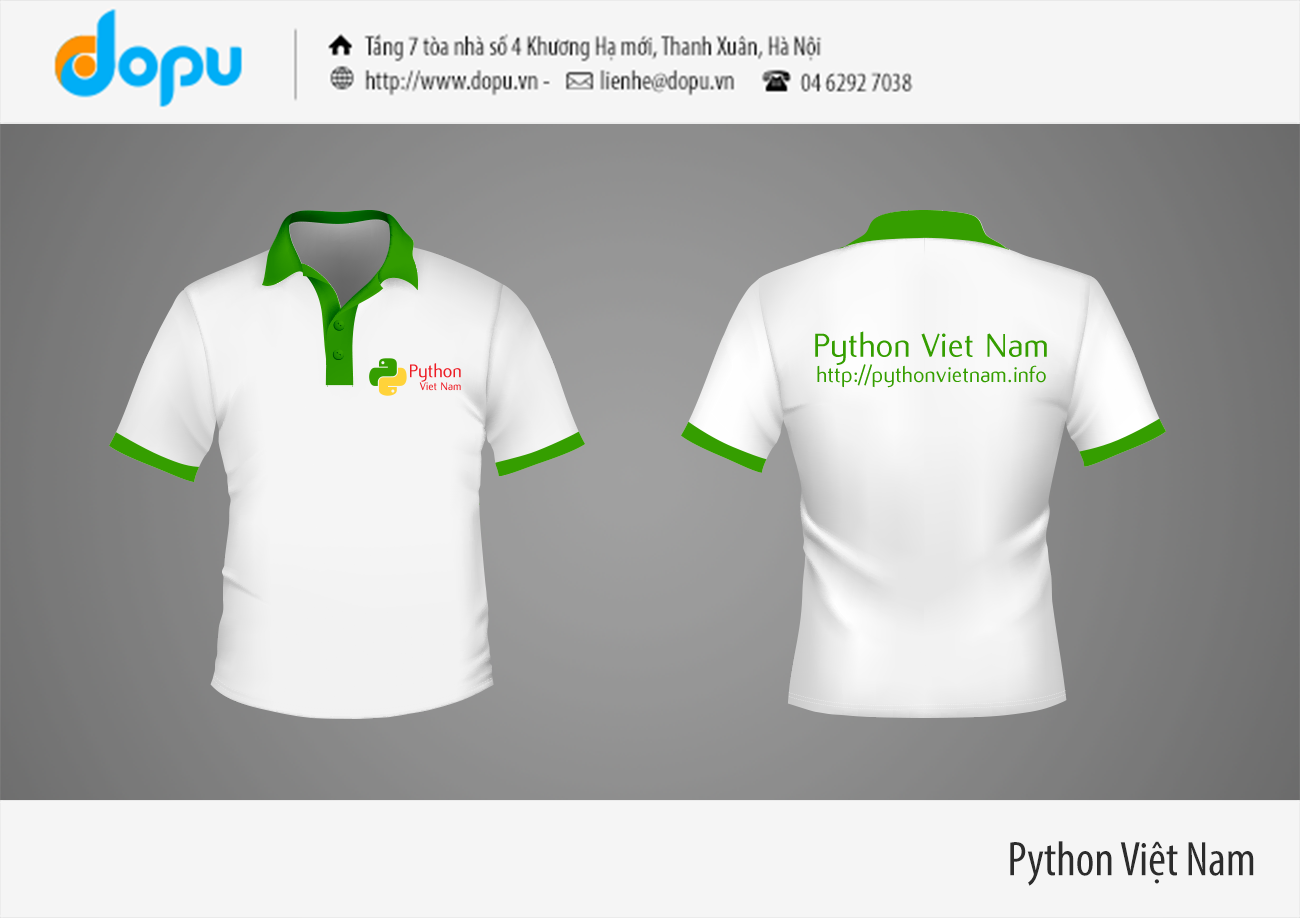 dopu
Tầng 7 tòa nhà số 4 Khương Hạ mới, Thanh Xuân, Hà Nội
http://www.dopu.vn - lienhe@dopu.vn 04 6292 7038
Python
Viet Nam
Python Viet Nam
http://pythonvietnam.info
Python Việt Nam